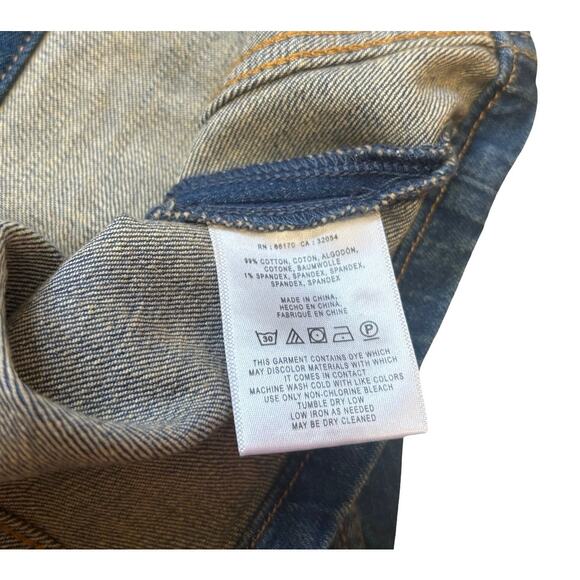 RN : 86170 CA : 32054
99% COTTON, COTON, ALGODÓN,
COTONE, BAUMWOLLE
1% SPANDEX, SPANDEX, SPANDEX,
SPANDEX, SPANDEX
MADE IN CHINA,
HECHO EN CHINA,
FABRIQUÉ EN CHINE
30 P
THIS GARMENT CONTAINS DYE WHICH
MAY DISCOLOR MATERIALS WITH WHICH
IT COMES IN CONTACT
MACHINE WASH COLD WITH LIKE COLORS
USE ONLY NON-CHLORINE BLEACH
TUMBLE DRY LOW
LOW IRON AS NEEDED
MAY BE DRY CLEANED